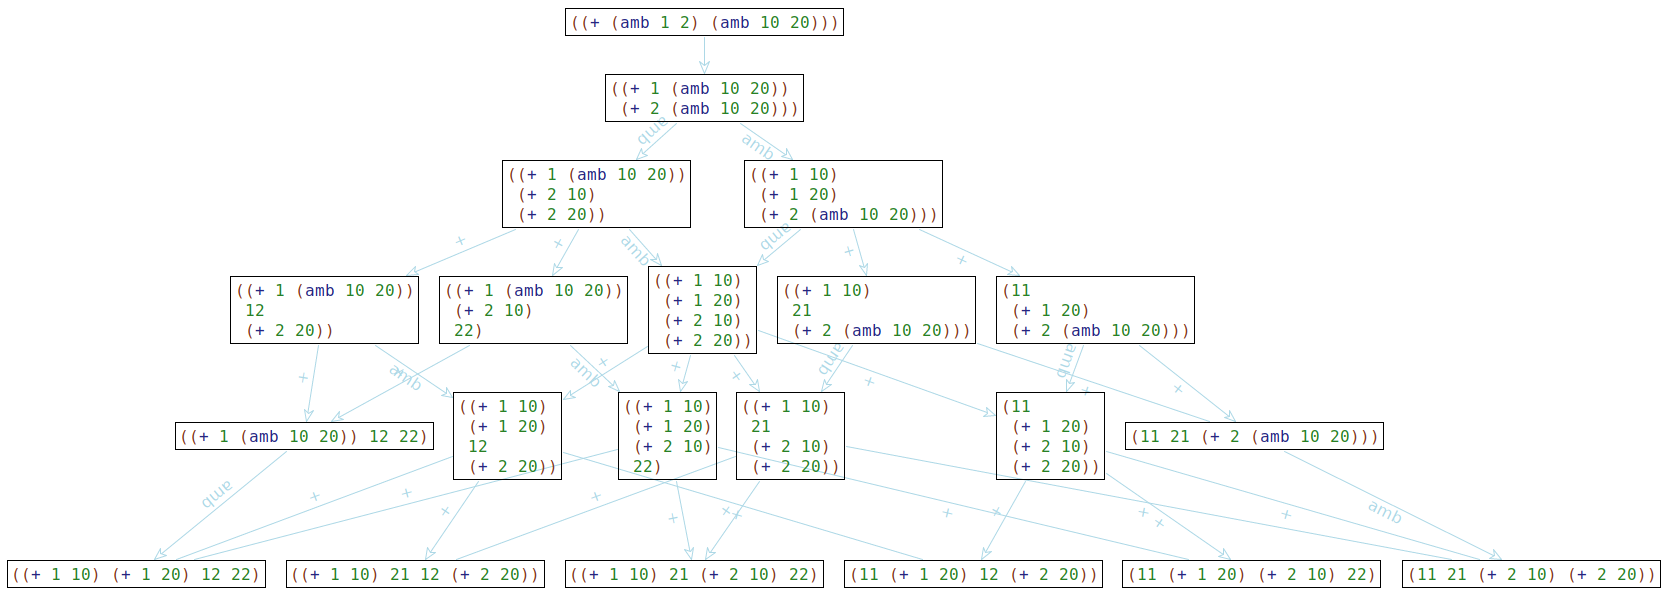 ((+ (amb 1 2) (amb 10 20)))
((+ 1 (amb 10 20))
(+ 2 (amb 10 20)))
amb
amb
((+ 1 (amb 10 20))
(+ 2 10)
(+ 2 20))
((+ 1 10)
(+ 1 20)
(+ 2 (amb 10 20)))
+
+
amb
amb
+
+
((+ 1 (amb 10 20))
12
(+ 2 20))
((+ 1 (amb 10 20))
(+ 2 10)
22)
((+ 1 10)
(+ 1 20)
(+ 2 10)
(+ 2 20))
((+ 1 10)
21
(+ 2 (amb 10 20)))
(11
(+ 1 20)
(+ 2 (amb 10 20)))
+
amb
+
amb
+
+
+
amb
+
amb
+
+
((+ 1 (amb 10 20)) 12 22)
((+ 1 10)
(+ 1 20)
12
(+ 2 20))
((+ 1 10)
(+ 1 20)
(+ 2 10)
22)
((+ 1 10)
21
(+ 2 10)
(+ 2 20))
(11
(+ 1 20)
(+ 2 10)
(+ 2 20))
(11 21 (+ 2 (amb 10 20)))
amb
+
+
+
+
+
+
+
+
+
+
+
+
amb
((+ 1 10) (+ 1 20) 12 22)
((+ 1 10) 21 12 (+ 2 20))
((+ 1 10) 21 (+ 2 10) 22)
(11 (+ 1 20) 12 (+ 2 20))
(11 (+ 1 20) (+ 2 10) 22)
(11 21 (+ 2 10) (+ 2 20))